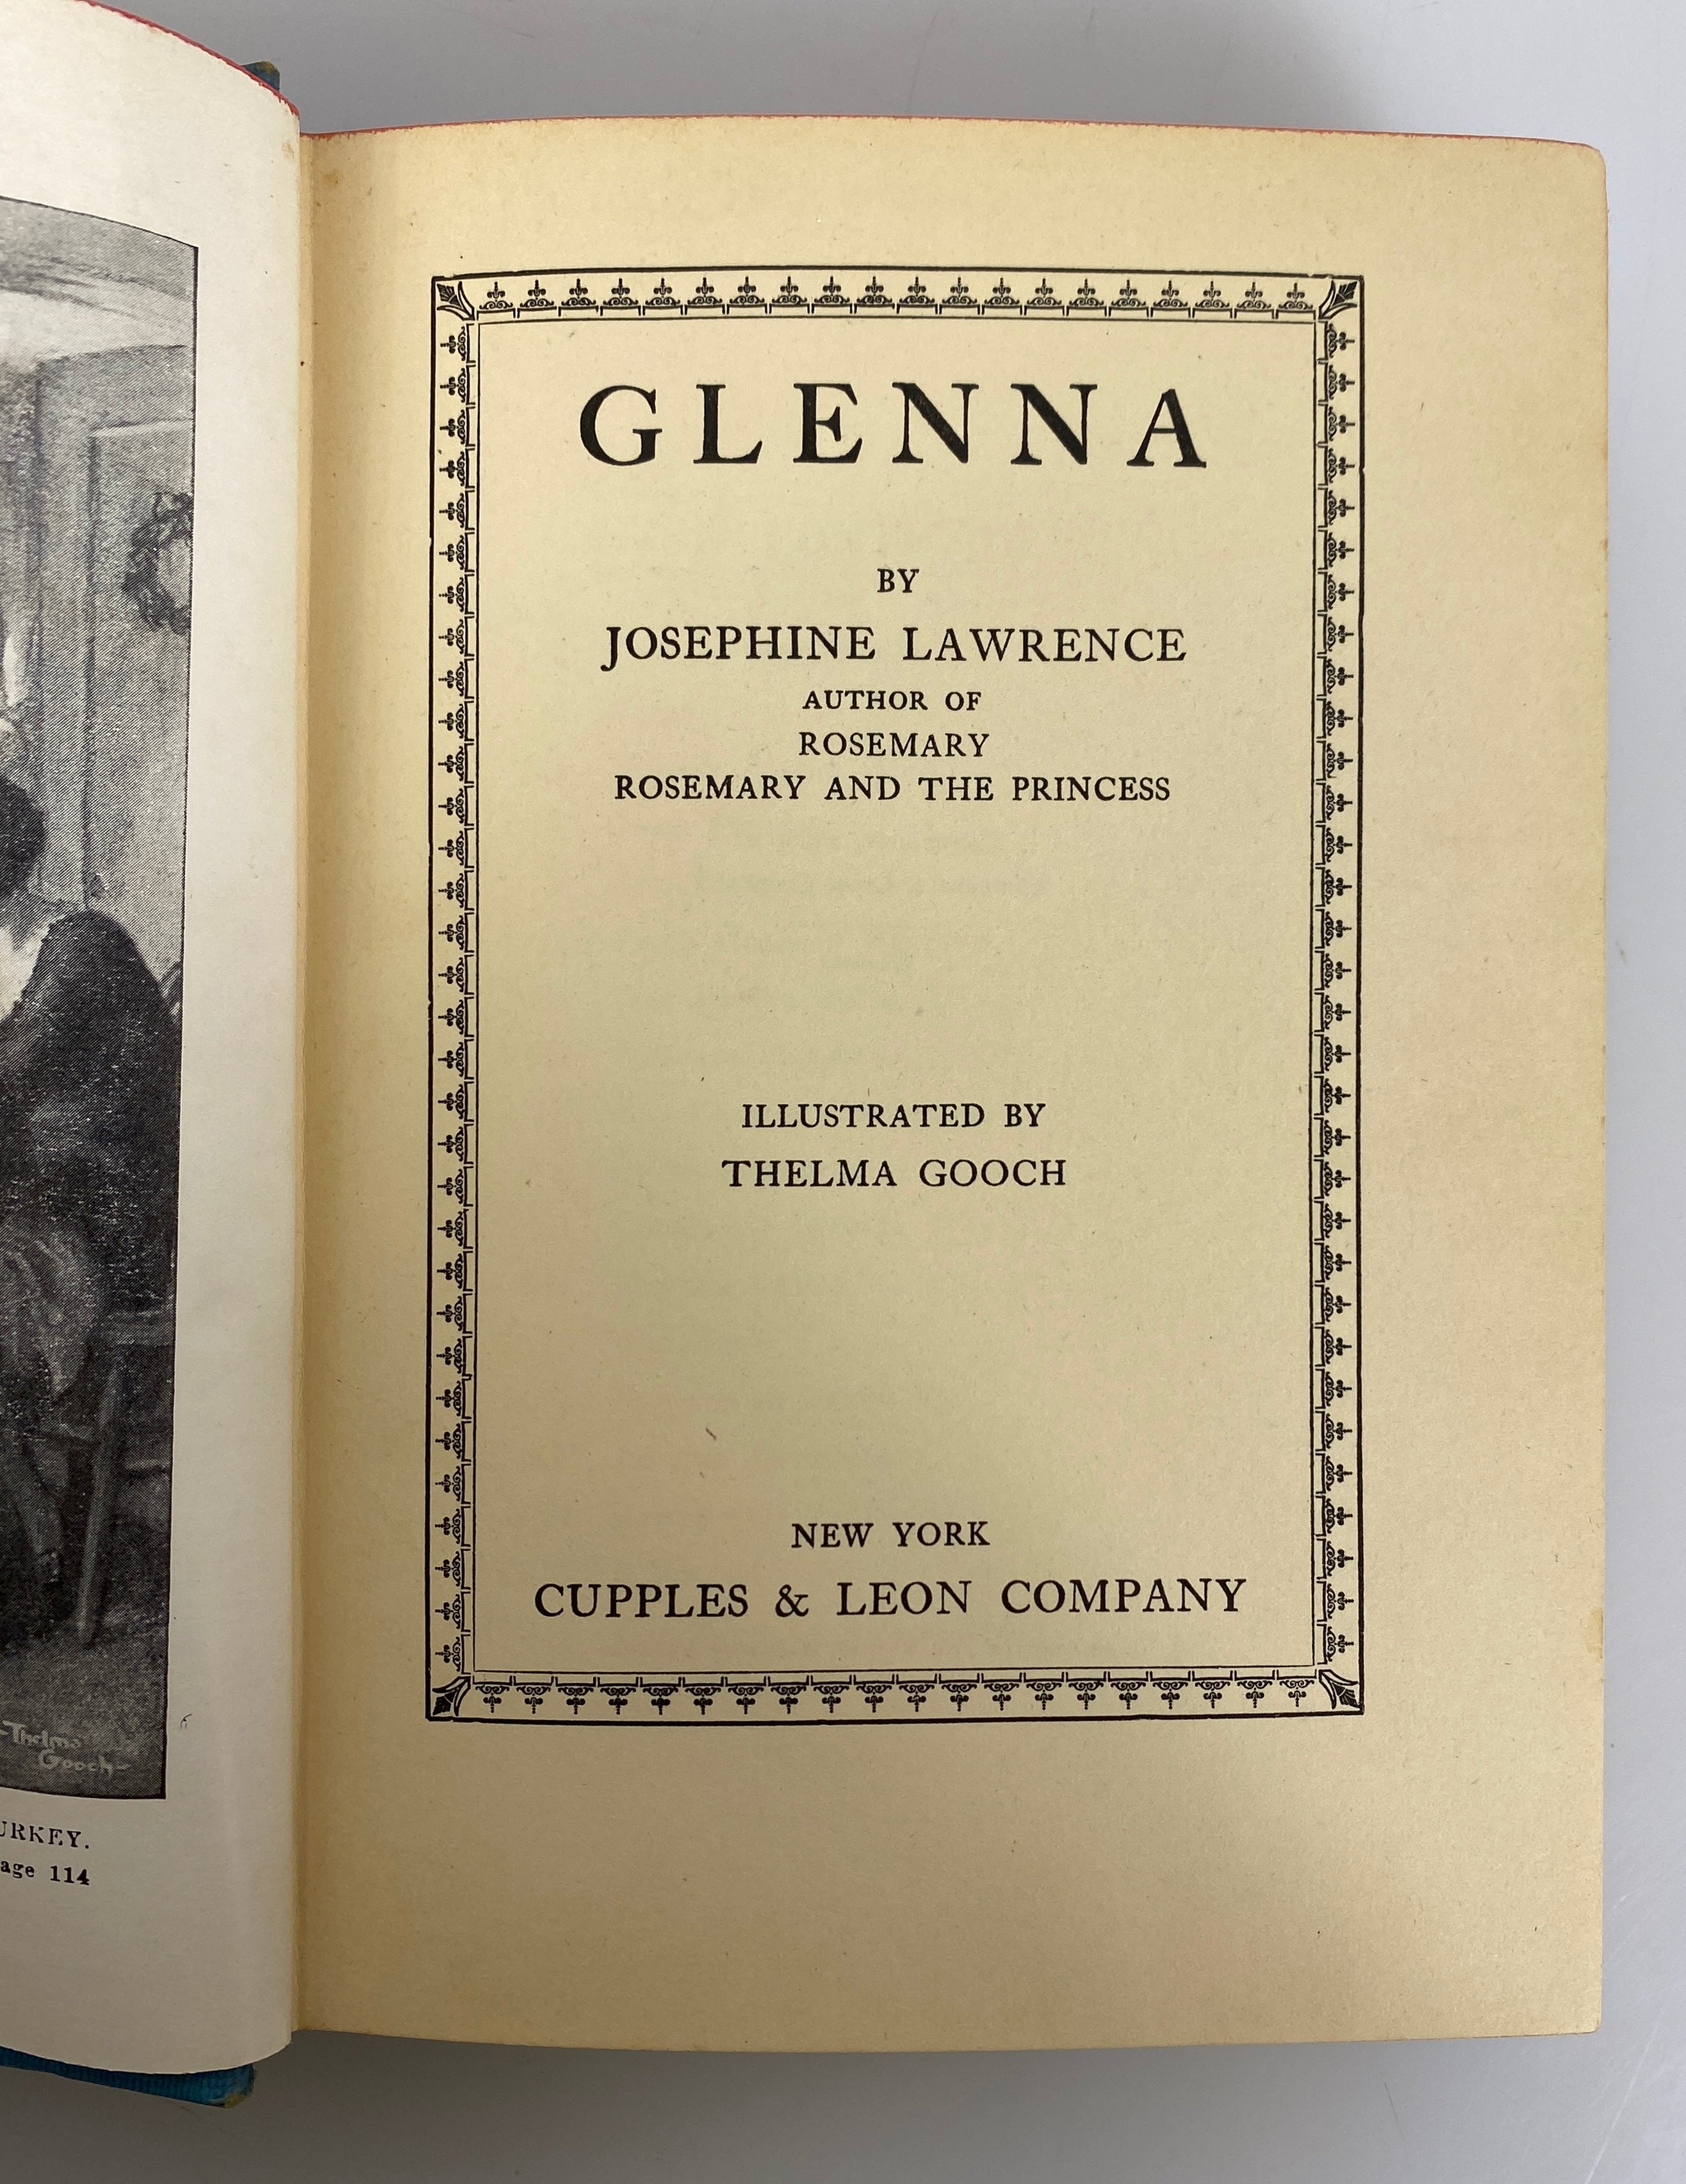 -Thelma
Gooch-
URKEY.
age 114
GLENNA
BY
JOSEPHINE LAWRENCE
AUTHOR OF
ROSEMARY
ROSEMARY AND THE PRINCESS
ILLUSTRATED BY
THELMA GOOCH
NEW YORK
CUPPLES & LEON COMPANY